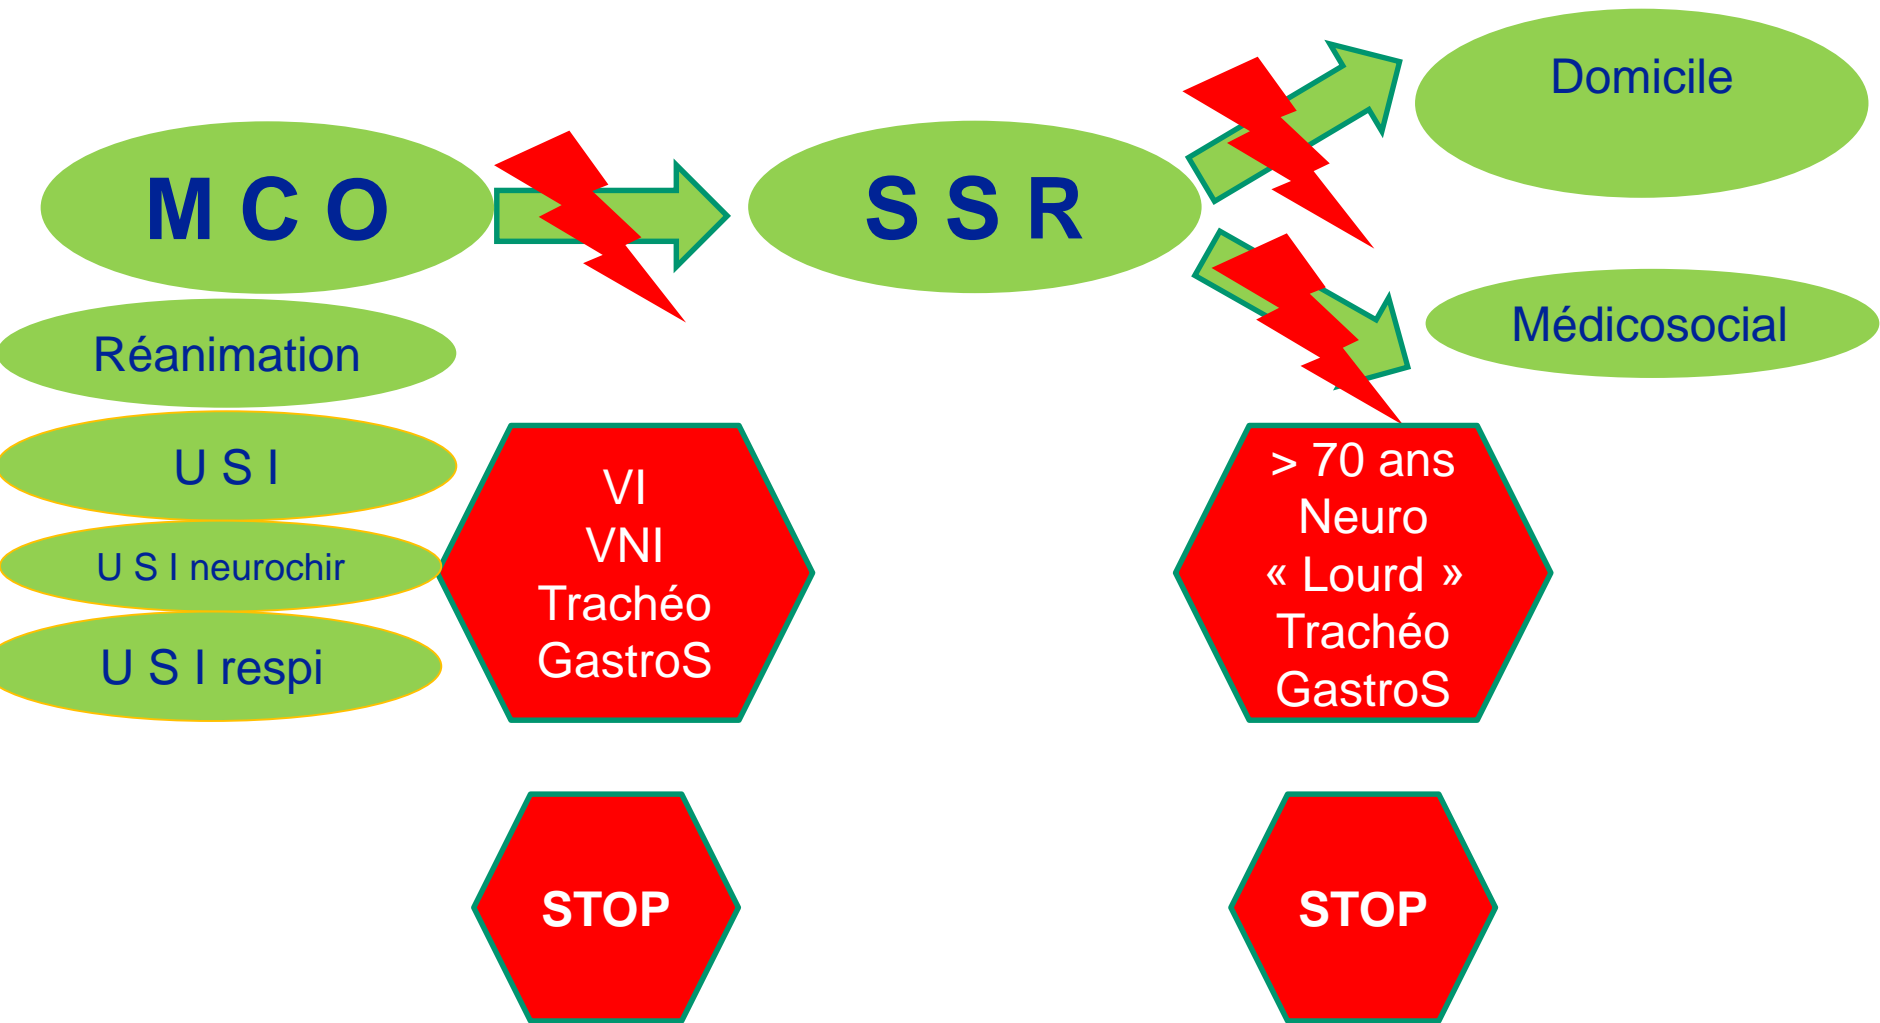 M C O
S S R
Domicile
Médicosocial
Réanimation
U S I
U S I neurochir
U S I respi
VI
VNI
Trachéo
GastroS
> 70 ans
Neuro
« Lourd »
Trachéo
GastroS
STOP
STOP